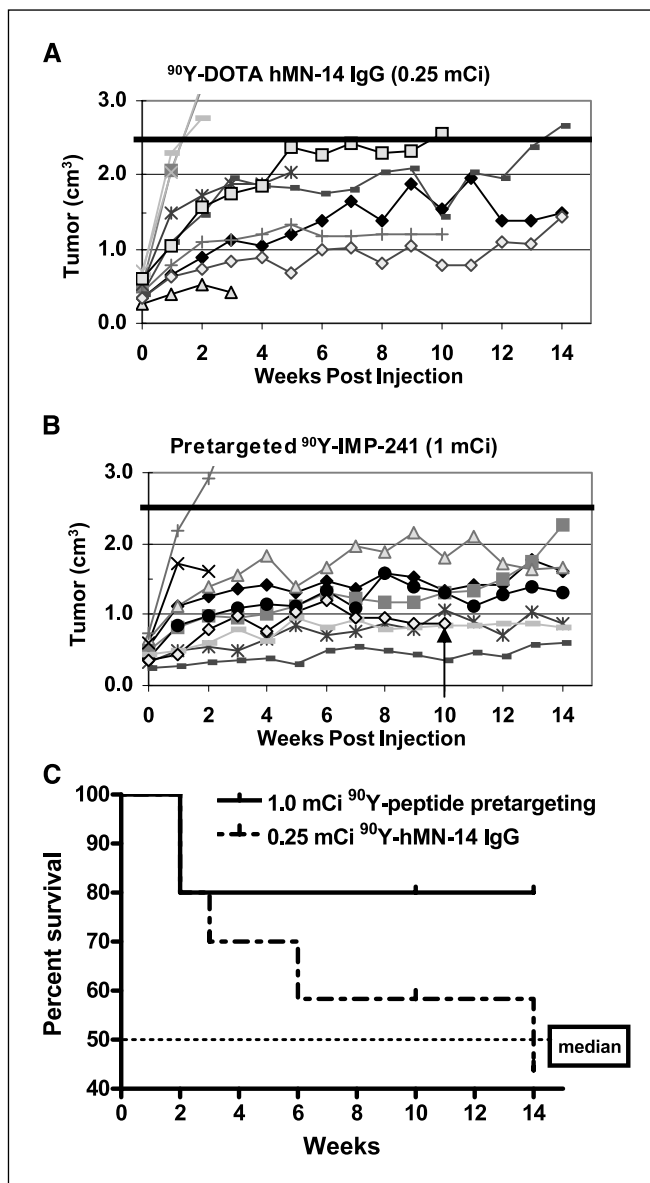 A
⁹⁰Y-DOTA hMN-14 IgG (0.25 mCi)
3.0
2.0
1.0
0.0
Tumor (cm³)
0 2 4 6 8 10 12 14
Weeks Post Injection
B
Pretargeted ⁹⁰Y-IMP-241 (1 mCi)
3.0
2.0
1.0
0.0
Tumor (cm³)
0 2 4 6 8 10 12 14
Weeks Post Injection
C
1.0 mCi ⁹⁰Y-peptide pretargeting
0.25 mCi ⁹⁰Y-hMN-14 IgG
100
90
80
70
60
50
40
Percent survival
median
0 2 4 6 8 10 12 14
Weeks